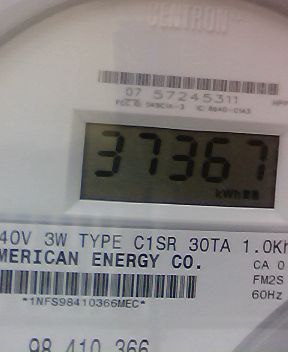 CENTRON
07 57245311
37367
kWh
40V 3W TYPE C1SR 30TA 1.0Kh
MERICAN ENERGY CO.
CA 0
FM2S
60Hz
*1NFS98410366MEC*
98 410 366